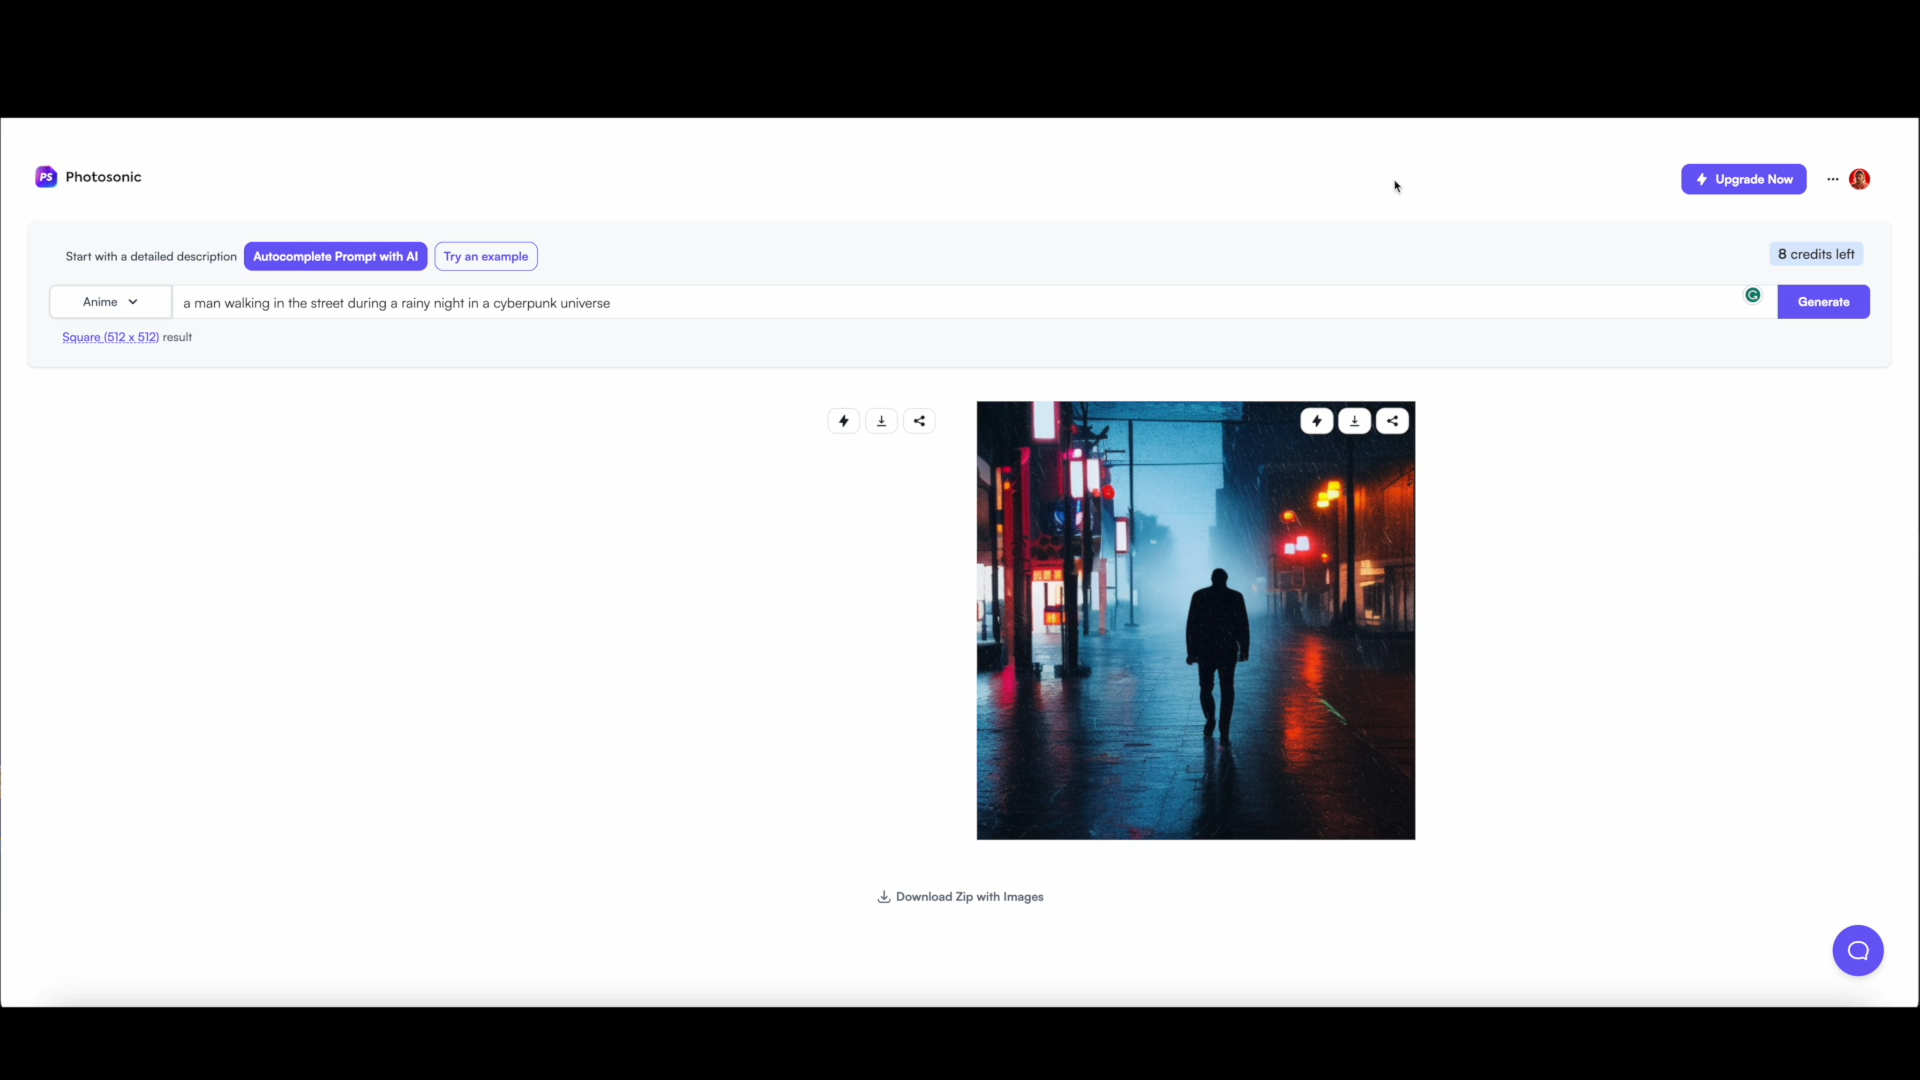 PS Photosonic
Upgrade Now
Start with a detailed description Autocomplete Prompt with AI Try an example
8 credits left
Anime a man walking in the street during a rainy night in a cyberpunk universe Generate
Square (512 x 512) result
Download Zip with Images